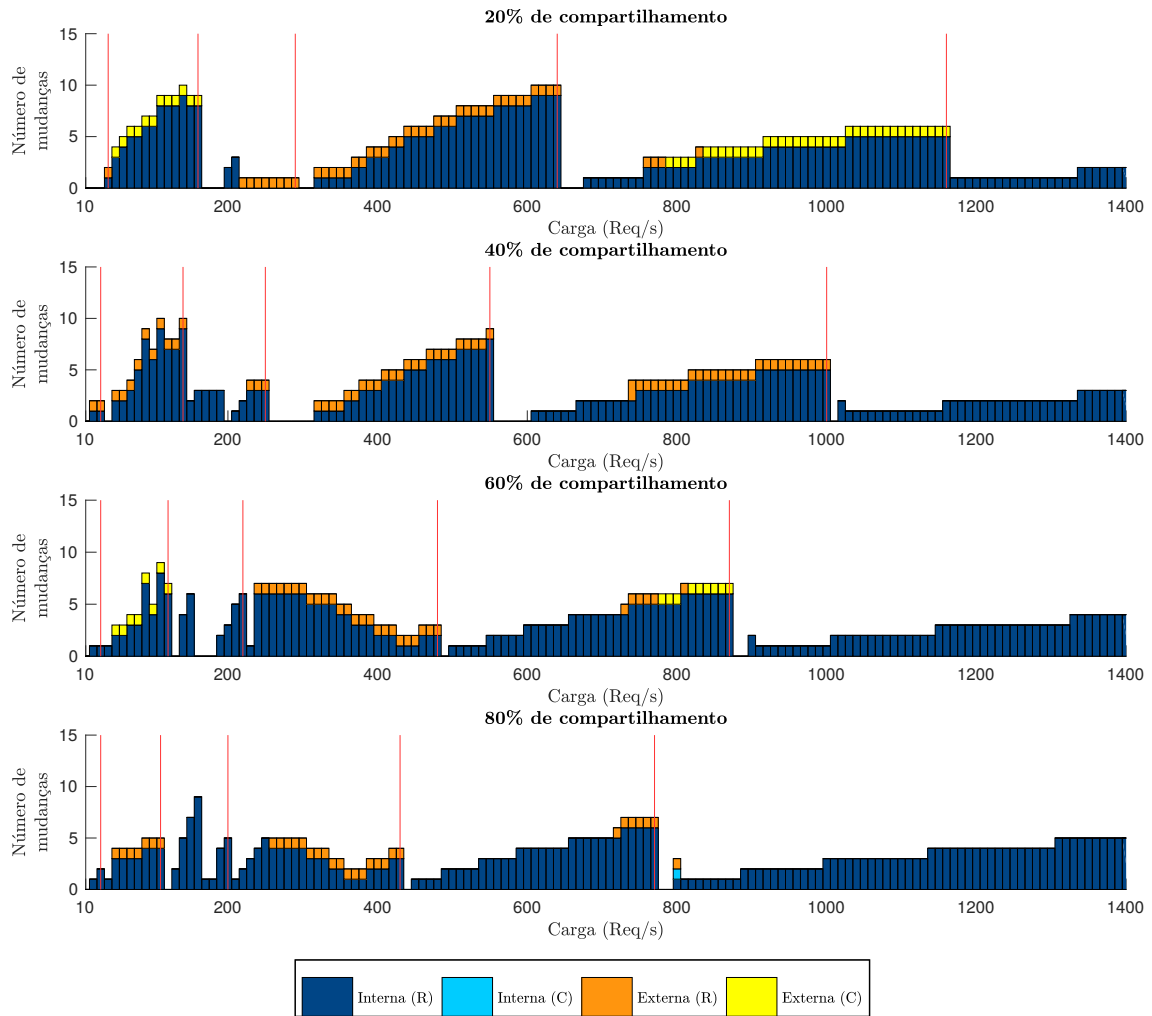 20% de compartilhamento
Número de
mudanças
15
10
5
0
10 200 400 600 800 1000 1200 1400
Carga (Req/s)
40% de compartilhamento
Número de
mudanças
15
10
5
0
10 200 400 600 800 1000 1200 1400
Carga (Req/s)
60% de compartilhamento
Número de
mudanças
15
10
5
0
10 200 400 600 800 1000 1200 1400
Carga (Req/s)
80% de compartilhamento
Número de
mudanças
15
10
5
0
10 200 400 600 800 1000 1200 1400
Carga (Req/s)
Interna (R) Interna (C) Externa (R) Externa (C)